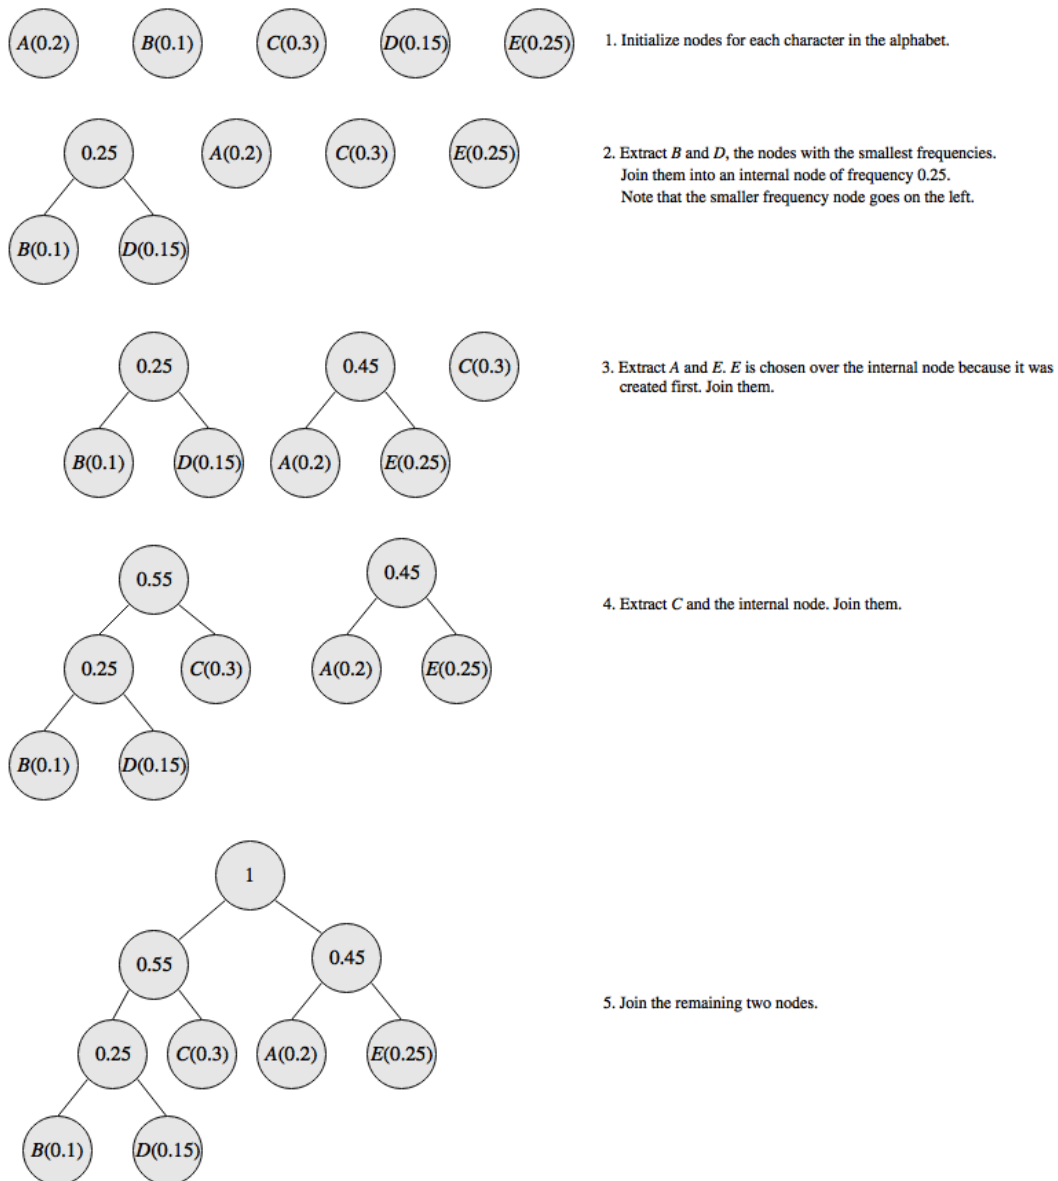 A(0.2) B(0.1) C(0.3) D(0.15) E(0.25) 1. Initialize nodes for each character in the alphabet.
0.25 A(0.2) C(0.3) E(0.25) 2. Extract B and D, the nodes with the smallest frequencies.
Join them into an internal node of frequency 0.25.
Note that the smaller frequency node goes on the left.
B(0.1) D(0.15)
0.25 0.45 C(0.3) 3. Extract A and E. E is chosen over the internal node because it was
created first. Join them.
B(0.1) D(0.15) A(0.2) E(0.25)
0.55 0.45
4. Extract C and the internal node. Join them.
0.25 C(0.3) A(0.2) E(0.25)
B(0.1) D(0.15)
1
0.55 0.45
5. Join the remaining two nodes.
0.25 C(0.3) A(0.2) E(0.25)
B(0.1) D(0.15)